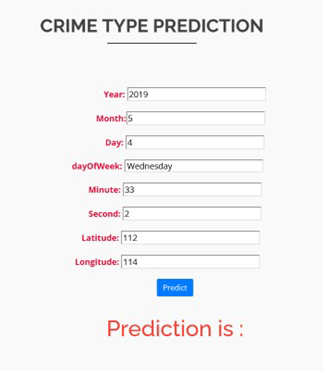 CRIME TYPE PREDICTION
Year: 2019
Month: 5
Day: 4
dayOfWeek: Wednesday
Minute: 33
Second: 2
Latitude: 112
Longitude: 114
Predict
Prediction is :